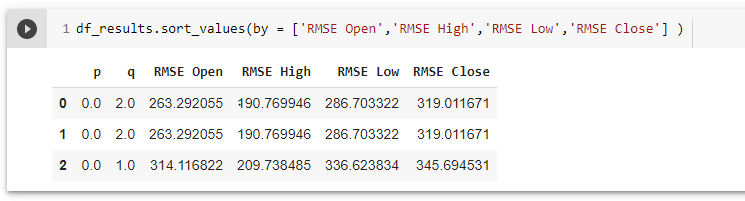 1 df_results.sort_values(by = ['RMSE Open','RMSE High','RMSE Low','RMSE Close'] )
p q RMSE Open RMSE High RMSE Low RMSE Close
0 0.0 2.0 263.292055 190.769946 286.703322 319.011671
1 0.0 2.0 263.292055 190.769946 286.703322 319.011671
2 0.0 1.0 314.116822 209.738485 336.623834 345.694531